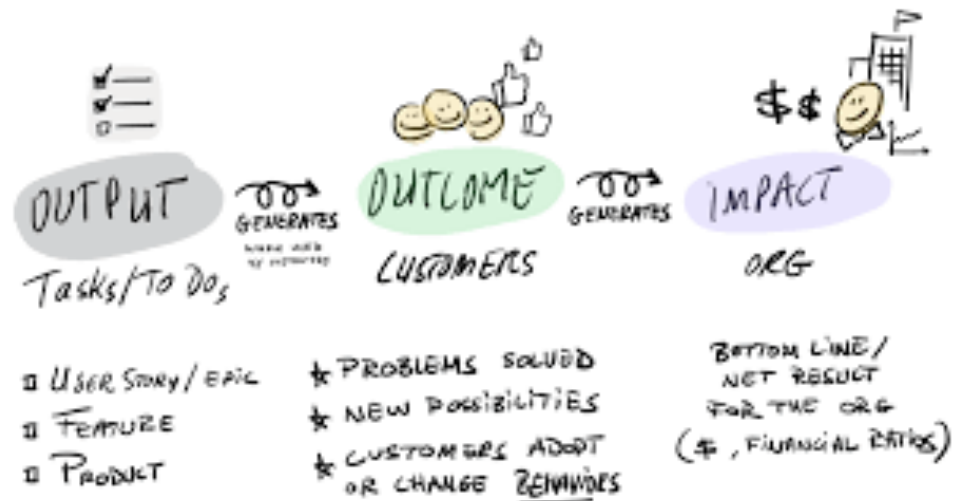 $ $
OUTPUT
GENERATES
OUTCOME
GENERATES
IMPACT
Tasks/To Dos
CUSTOMERS
ORG
USER STORY/EPIC
FEATURE
PRODUCT
PROBLEMS SOLVED
NEW POSSIBILITIES
CUSTOMERS ADOPT
OR CHANGE BEHAVIORS
BOTTOM LINE/
NET RESULT
FOR THE ORG
($, FINANCIAL RATIOS)